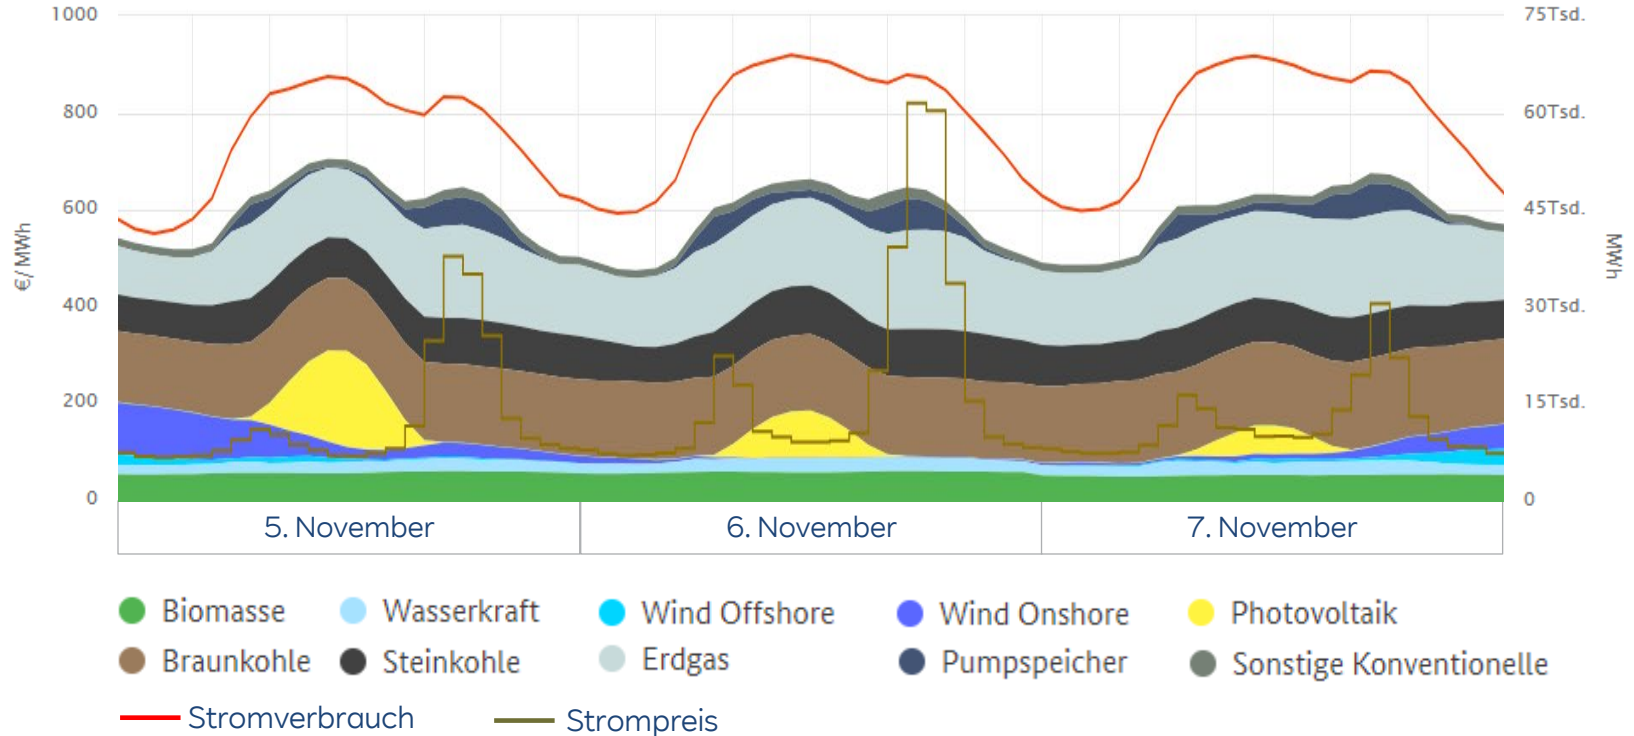 1000
75Tsd.
800
60Tsd.
600
45Tsd.
€/ MWh
MWh
400
30Tsd.
200
15Tsd.
0
0
5. November
6. November
7. November
Biomasse
Wasserkraft
Wind Offshore
Wind Onshore
Photovoltaik
Braunkohle
Steinkohle
Erdgas
Pumpspeicher
Sonstige Konventionelle
Stromverbrauch
Strompreis